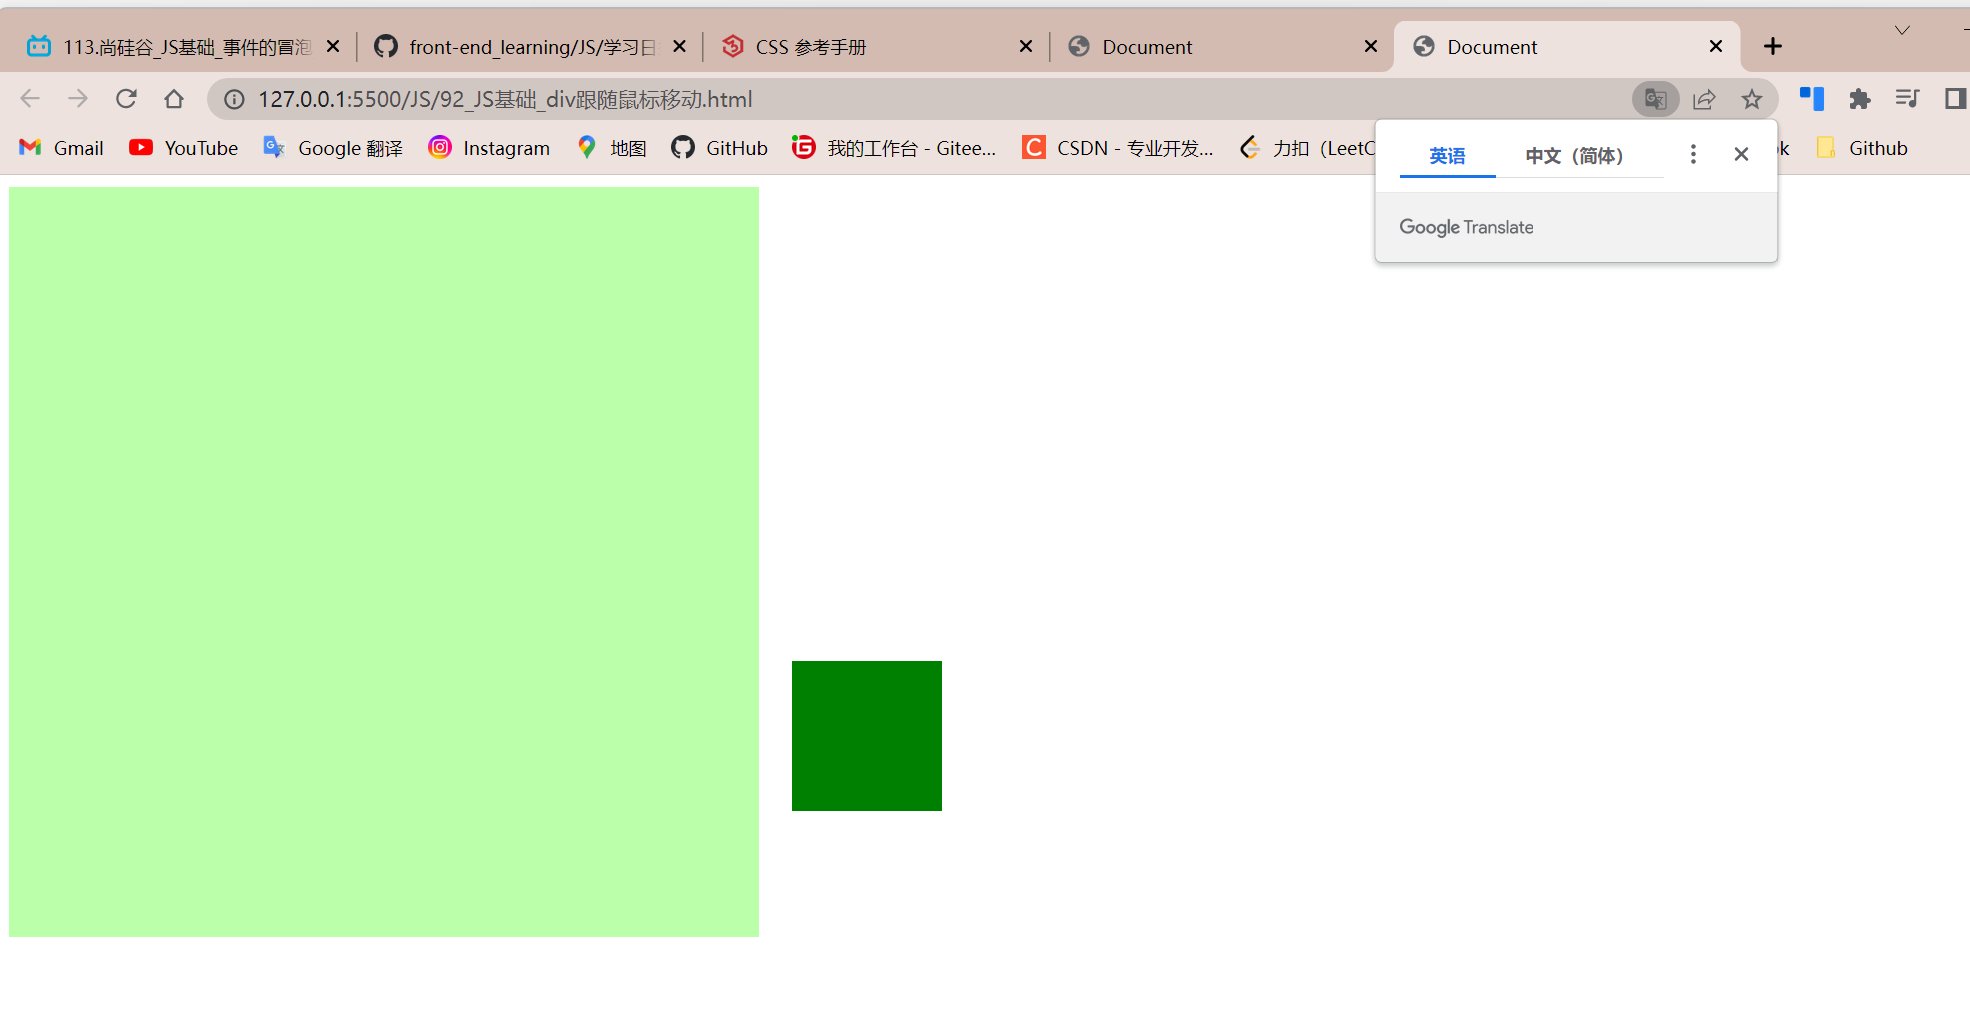 113.尚硅谷_JS基础_事件的冒泡
front-end_learning/JS/学习日
CSS 参考手册
Document
Document
127.0.0.1:5500/JS/92_JS基础_div跟随鼠标移动.html
Gmail
YouTube
Google 翻译
Instagram
地图
GitHub
我的工作台 - Gitee...
CSDN - 专业开发...
力扣（LeetC
k
Github
英语
中文（简体）
Google Translate